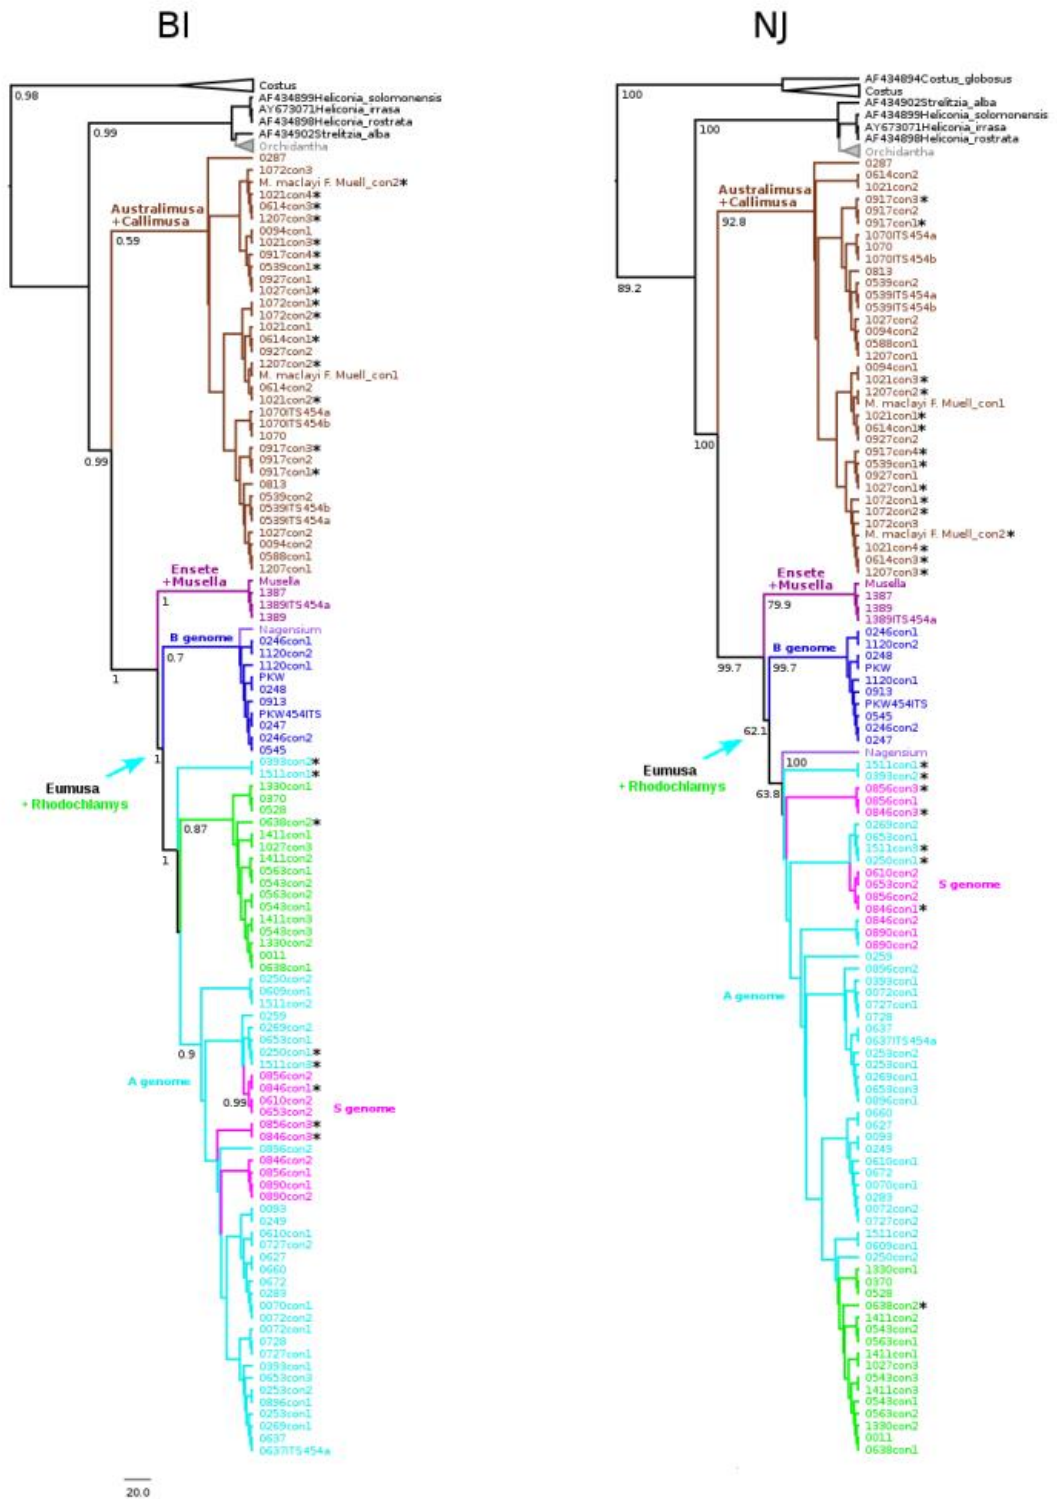 BI
Costus
AF434899Heliconia_solomonensis
AY673071Heliconia_irrasa
AF434898Heliconia_rostrata
AF434902Strelitzia_alba
Orchidantha
0287
1072con3
M. maclayi F. Muell_con2*
1021con4*
0614con3*
1207con3*
0094con1
1021con3*
0917con4*
0539con1*
0927con1
1027con1*
1072con1*
1072con2*
1021con1
0614con1*
0927con2
1207con2*
M. maclayi F. Muell_con1
0614con2
1021con2*
1070ITS454a
1070ITS454b
1070
0917con3*
0917con2
0917con1*
0813
0539con2
0539ITS454b
0539ITS454a
1027con2
0094con2
0588con1
1207con1
Musella
1387
1389ITS454a
1389
Nagensium
0246con1
1120con2
1120con1
PKW
0248
0913
PKW454ITS
0247
0246con2
0545
0393con2*
1511con1*
1330con1
0370
0528
0638con2*
1411con1
1027con3
1411con2
0563con1
0543con2
0563con2
0543con1
1411con3
0543con3
1330con2
0011
0638con1
0250con2
0609con1
1511con2
0259
0269con2
0653con1
0250con1*
1511con3*
0856con2
0846con1*
0610con2
0653con2
0856con3*
0846con3*
0896con2
0846con2
0856con1
0890con1
0890con2
0093
0249
0610con1
0727con2
0627
0660
0672
0283
0070con1
0072con2
0072con1
0728
0727con1
0393con1
0653con3
0253con2
0896con1
0253con1
0269con1
0637
0637ITS454a
0.98
0.99
Australimusa
+Callimusa
0.59
0.99
Ensete
+Musella
1
B genome
0.7
1
1
Eumusa
+ Rhodochlamys
0.87
1
0.9
A genome
0.99
S genome
20.0
NJ
AF434894Costus_globosus
Costus
AF434902Strelitzia_alba
AF434899Heliconia_solomonensis
AY673071Heliconia_irrasa
AF434898Heliconia_rostrata
Orchidantha
0287
0614con2
1021con2
0917con3*
0917con2
0917con1*
1070ITS454a
1070
1070ITS454b
0813
0539con2
0539ITS454a
0539ITS454b
1027con2
0094con2
0588con1
1207con1
0094con1
1021con3*
1207con2*
M. maclayi F. Muell_con1
1021con1*
0614con1*
0927con2
0917con4*
0539con1*
0927con1
1027con1*
1072con1*
1072con2*
1072con3
M. maclayi F. Muell_con2*
1021con4*
0614con3*
1207con3*
Musella
1387
1389
1389ITS454a
0246con1
1120con2
0248
PKW
1120con1
0913
PKW454ITS
0545
0246con2
0247
Nagensium
1511con1*
0393con2*
0856con3*
0856con1
0846con3*
0269con2
0653con1
1511con3*
0250con1*
0610con2
0653con2
0856con2
0846con1*
0846con2
0890con1
0890con2
0259
0896con2
0393con1
0072con1
0727con1
0728
0637
0637ITS454a
0253con2
0253con1
0269con1
0653con3
0896con1
0660
0627
0093
0249
0610con1
0672
0070con1
0283
0072con2
0727con2
1511con2
0609con1
0250con2
1330con1
0370
0528
0638con2*
1411con2
0543con2
0563con1
1411con1
1027con3
0543con3
1411con3
0543con1
0563con2
1330con2
0011
0638con1
100
100
Australimusa
+Callimusa
92.8
89.2
100
Ensete
+Musella
79.9
B genome
99.7
99.7
62.1
100
Eumusa
+ Rhodochlamys
63.8
S genome
A genome